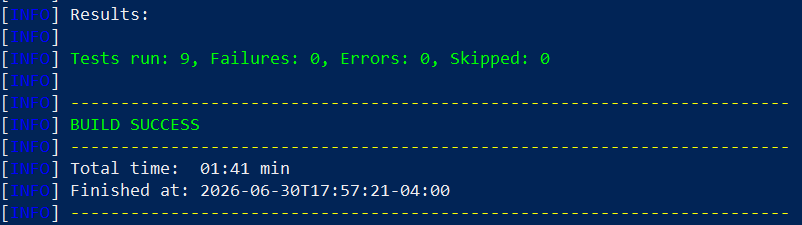 [INFO] Results:
[INFO]
[INFO] Tests run: 9, Failures: 0, Errors: 0, Skipped: 0
[INFO]
[INFO] ------------------------------------------------------------------------
[INFO] BUILD SUCCESS
[INFO] ------------------------------------------------------------------------
[INFO] Total time:  01:41 min
[INFO] Finished at: 2026-06-30T17:57:21-04:00
[INFO] ------------------------------------------------------------------------